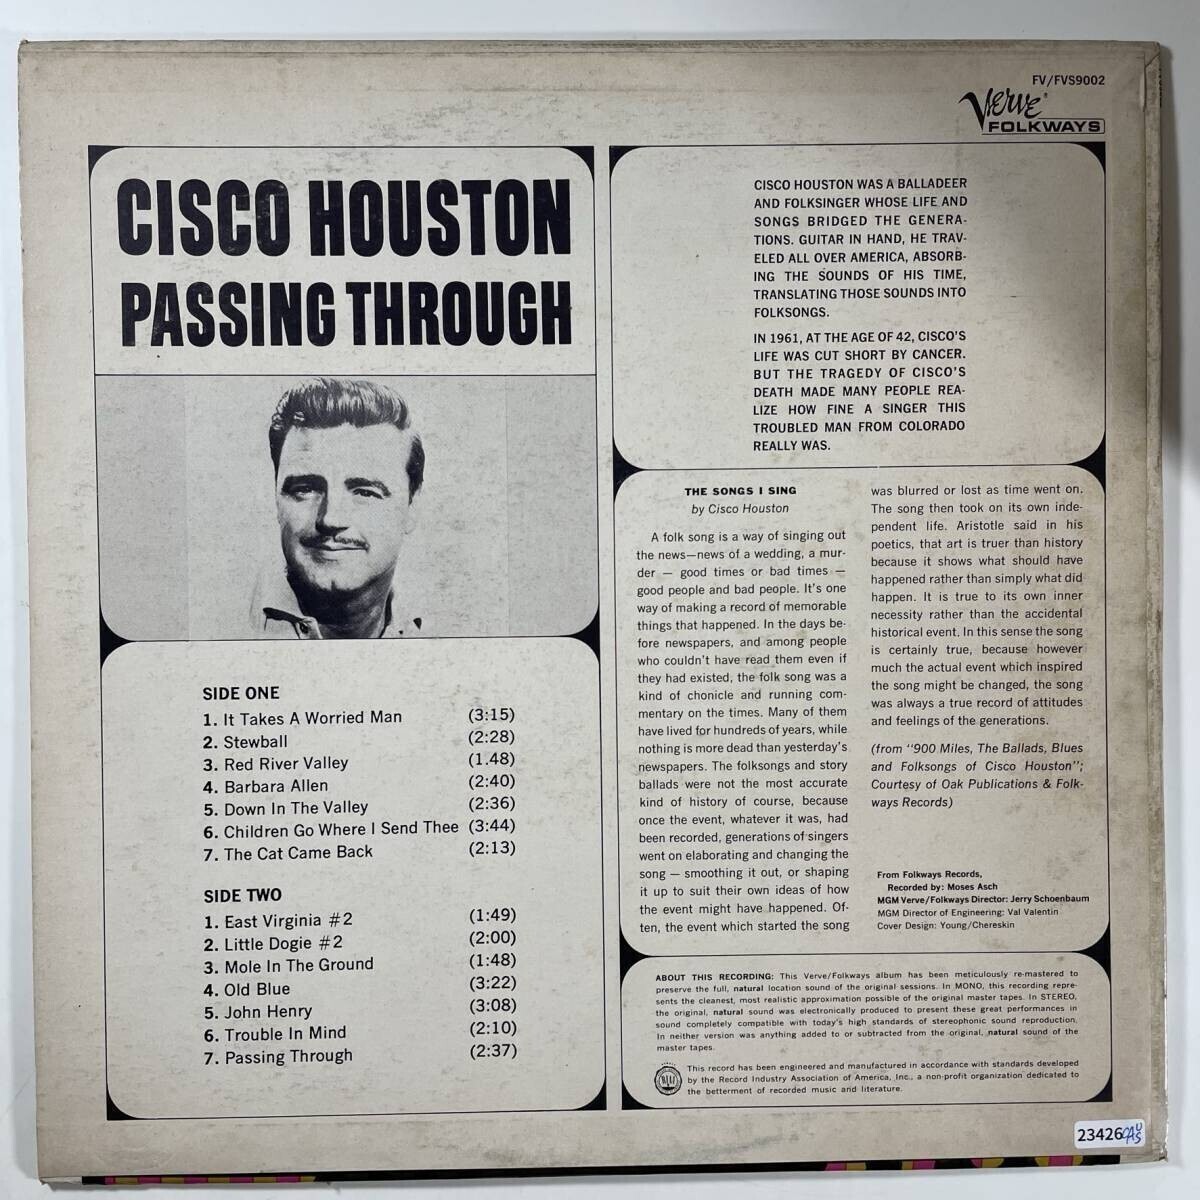 FV/FVS9002
Verve
FOLKWAYS
CISCO HOUSTON
PASSING THROUGH
SIDE ONE
1. It Takes A Worried Man (3:15)
2. Stewball (2:28)
3. Red River Valley (1.48)
4. Barbara Allen (2:40)
5. Down In The Valley (2:36)
6. Children Go Where I Send Thee (3:44)
7. The Cat Came Back (2:13)
SIDE TWO
1. East Virginia #2 (1:49)
2. Little Dogie #2 (2:00)
3. Mole In The Ground (1:48)
4. Old Blue (3:22)
5. John Henry (3:08)
6. Trouble In Mind (2:10)
7. Passing Through (2:37)
CISCO HOUSTON WAS A BALLADEER
AND FOLKSINGER WHOSE LIFE AND
SONGS BRIDGED THE GENERA-
TIONS. GUITAR IN HAND, HE TRAV-
ELED ALL OVER AMERICA, ABSORB-
ING THE SOUNDS OF HIS TIME,
TRANSLATING THOSE SOUNDS INTO
FOLKSONGS.
IN 1961, AT THE AGE OF 42, CISCO'S
LIFE WAS CUT SHORT BY CANCER.
BUT THE TRAGEDY OF CISCO'S
DEATH MADE MANY PEOPLE REA-
LIZE HOW FINE A SINGER THIS
TROUBLED MAN FROM COLORADO
REALLY WAS.
THE SONGS I SING
by Cisco Houston
A folk song is a way of singing out
the news—news of a wedding, a mur-
der — good times or bad times —
good people and bad people. It's one
way of making a record of memorable
things that happened. In the days be-
fore newspapers, and among people
who couldn't have read them even if
they had existed, the folk song was a
kind of chonicle and running com-
mentary on the times. Many of them
have lived for hundreds of years, while
nothing is more dead than yesterday's
newspapers. The folksongs and story
ballads were not the most accurate
kind of history of course, because
once the event, whatever it was, had
been recorded, generations of singers
went on elaborating and changing the
song — smoothing it out, or shaping
it up to suit their own ideas of how
the event might have happened. Of-
ten, the event which started the song
was blurred or lost as time went on.
The song then took on its own inde-
pendent life. Aristotle said in his
poetics, that art is truer than history
because it shows what should have
happened rather than simply what did
happen. It is true to its own inner
necessity rather than the accidental
historical event. In this sense the song
is certainly true, because however
much the actual event which inspired
the song might be changed, the song
was always a true record of attitudes
and feelings of the generations.
(from "900 Miles, The Ballads, Blues
and Folksongs of Cisco Houston";
Courtesy of Oak Publications & Folk-
ways Records)
From Folkways Records,
Recorded by: Moses Asch
MGM Verve/Folkways Director: Jerry Schoenbaum
MGM Director of Engineering: Val Valentin
Cover Design: Young/Chereskin
ABOUT THIS RECORDING: This Verve/Folkways album has been meticulously re-mastered to
preserve the full, natural location sound of the original sessions. In MONO, this recording repre-
sents the cleanest, most realistic approximation possible of the original master tapes. In STEREO,
the original, natural sound was electronically produced to present these great performances in
sound completely compatible with today's high standards of stereophonic sound reproduction.
In neither version was anything added to or subtracted from the original, natural sound of the
master tapes.
This record has been engineered and manufactured in accordance with standards developed
by the Record Industry Association of America, Inc., a non-profit organization dedicated to
the betterment of recorded music and literature.
23426